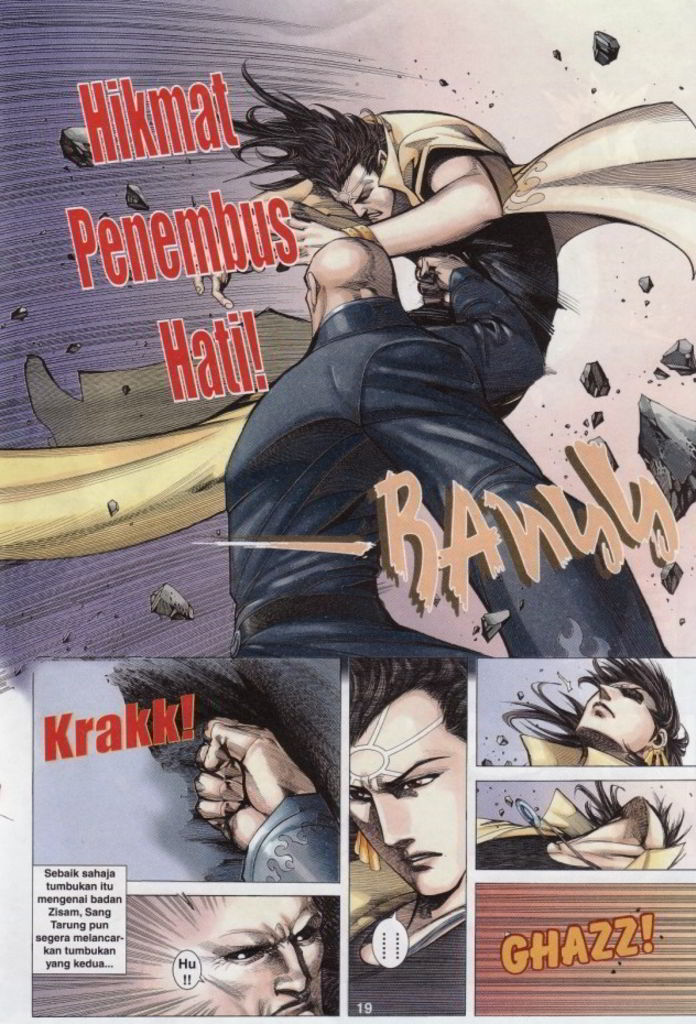 Hikmat
Penembus
Hati!
Krakk!
Sebaik sahaja
tumbukan itu
mengenai badan
Zisam, Sang
Tarung pun
segera melancar-
kan tumbukan
yang kedua...
Hu
!!
GHAZZ!
19